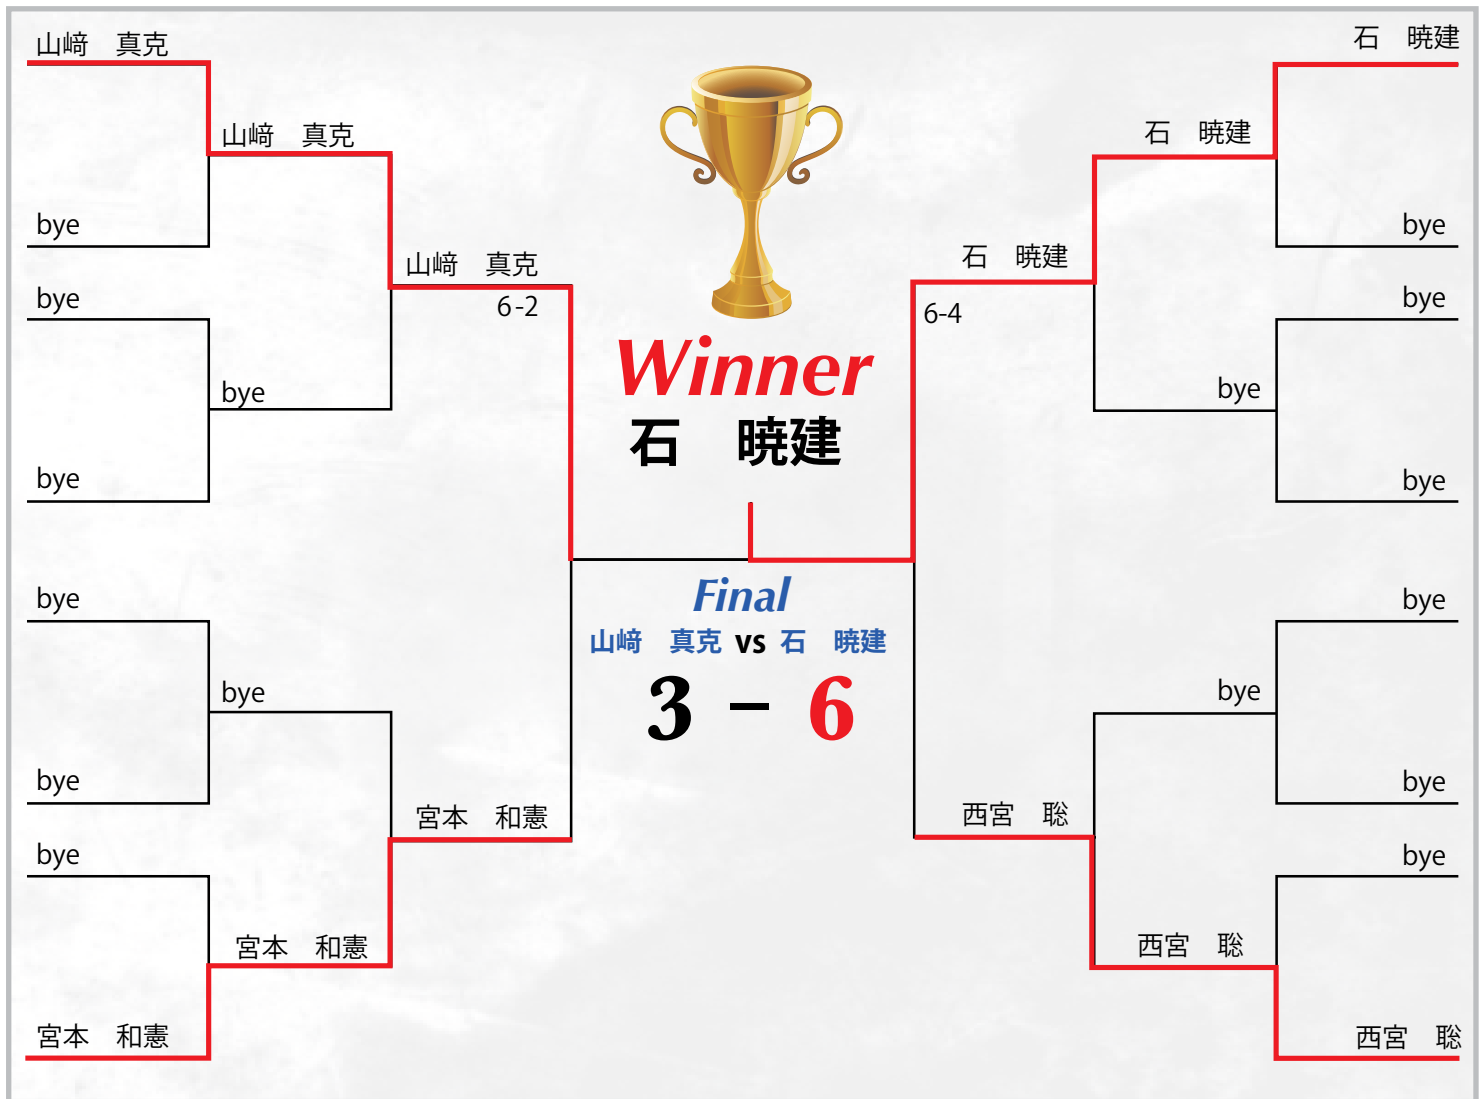 山﨑　真克
山﨑　真克
bye
bye
山﨑　真克
6-2
bye
bye
bye
bye
bye
bye
宮本　和憲
宮本　和憲
宮本　和憲
Winner
石　暁建
Final
山﨑　真克 vs 石　暁建
3 － 6
石　暁建
石　暁建
bye
bye
石　暁建
6-4
bye
bye
bye
bye
bye
bye
西宮　聡
西宮　聡
西宮　聡